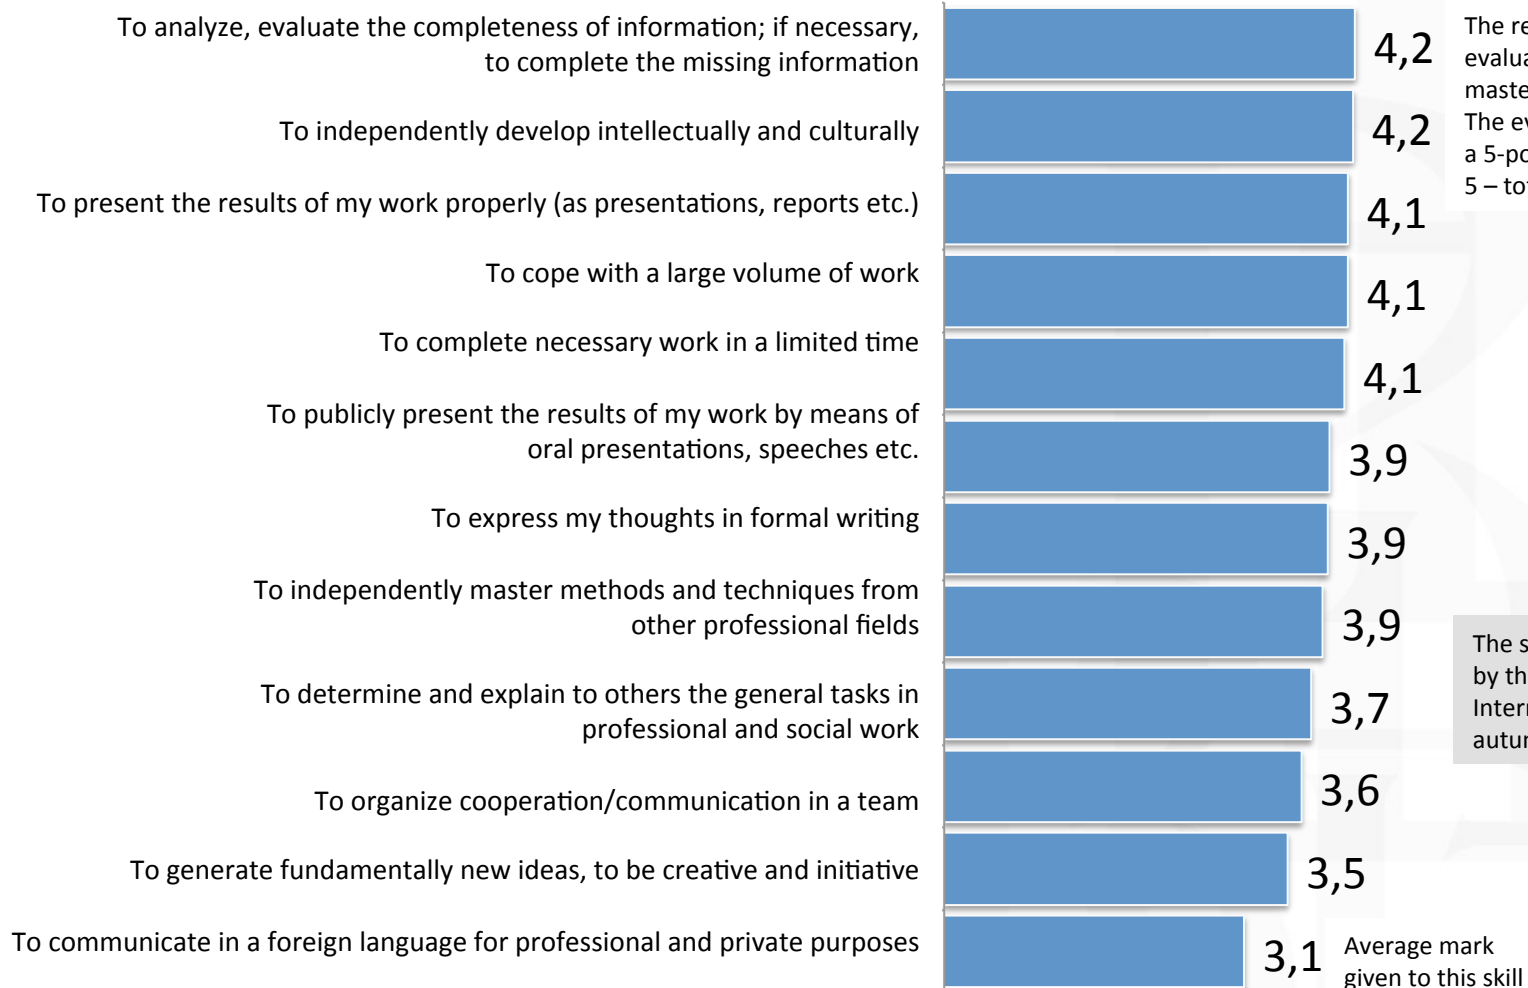 To analyze, evaluate the completeness of information; if necessary,
to complete the missing information
4,2
To independently develop intellectually and culturally
4,2
To present the results of my work properly (as presentations, reports etc.)
4,1
To cope with a large volume of work
4,1
To complete necessary work in a limited time
4,1
To publicly present the results of my work by means of
oral presentations, speeches etc.
3,9
To express my thoughts in formal writing
3,9
To independently master methods and techniques from
other professional fields
3,9
To determine and explain to others the general tasks in
professional and social work
3,7
To organize cooperation/communication in a team
3,6
To generate fundamentally new ideas, to be creative and initiative
3,5
To communicate in a foreign language for professional and private purposes
3,1
Average mark
given to this skill
The
The
a
5 –
The
by